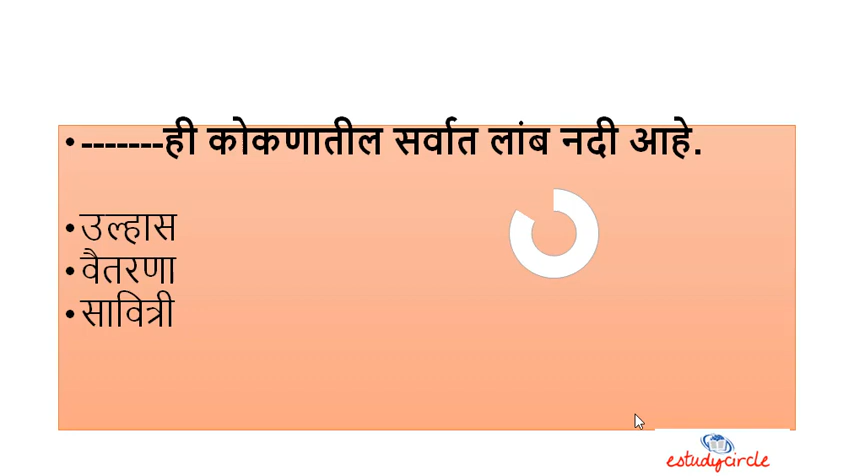 • -------ही कोकणातील सर्वात लांब नदी आहे.
• उल्हास
• वैतरणा
• सावित्री
estudycircle